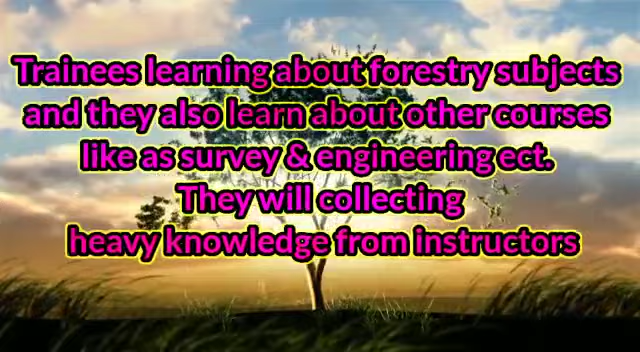 Trainees learning about forestry subjects
and they also learn about other courses
like as survey & engineering ect.
They will collecting
heavy knowledge from instructors